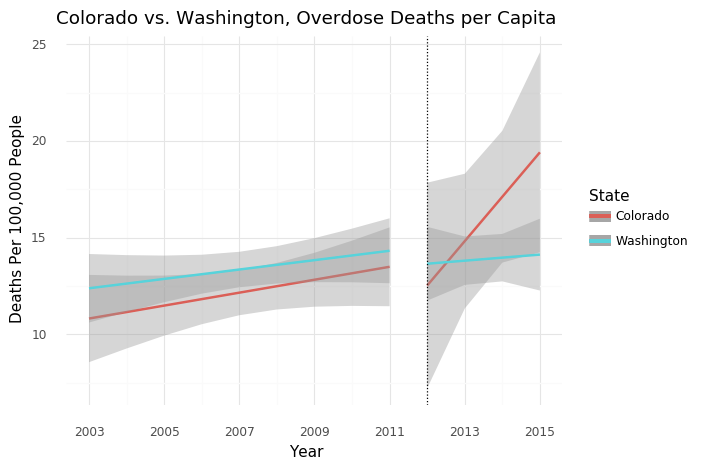 Colorado vs. Washington, Overdose Deaths per Capita
25
20
15
10
Deaths Per 100,000 People
2003 2005 2007 2009 2011 2013 2015
Year
State
Colorado
Washington